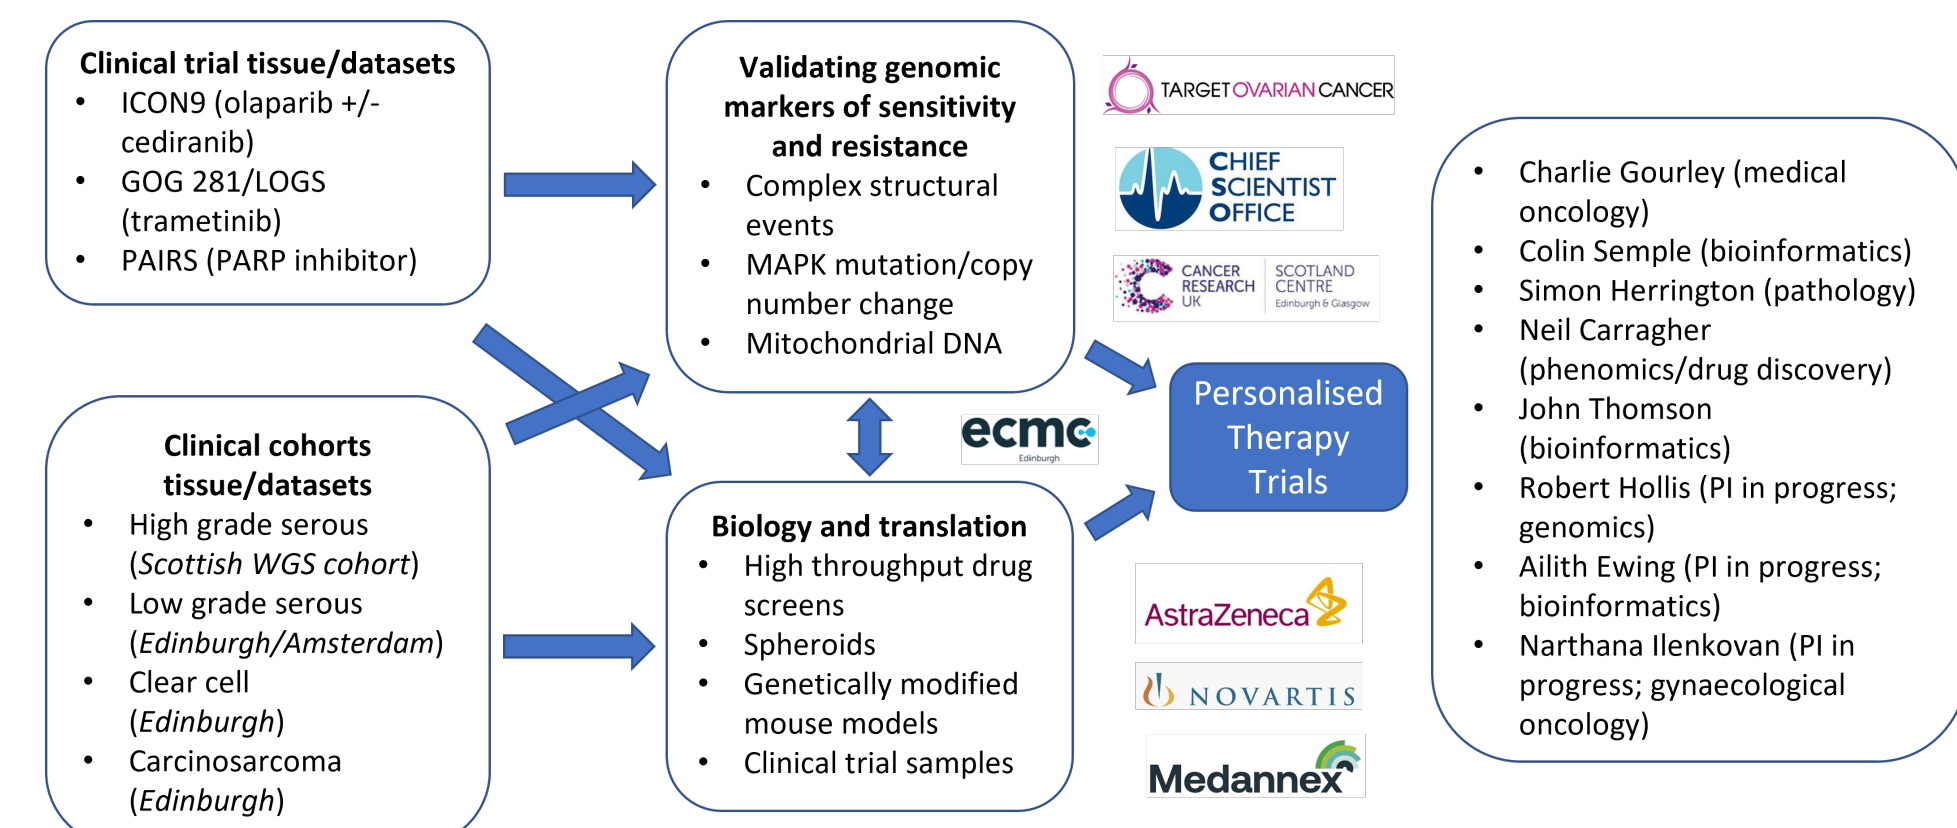 Clinical trial tissue/datasets
• ICON9 (olaparib +/-
cediranib)
• GOG 281/LOGS
(trametinib)
• PAIRS (PARP inhibitor)
Clinical cohorts
tissue/datasets
• High grade serous
(Scottish WGS cohort)
• Low grade serous
(Edinburgh/Amsterdam)
• Clear cell
(Edinburgh)
• Carcinosarcoma
(Edinburgh)
Validating genomic
markers of sensitivity
and resistance
• Complex structural
events
• MAPK mutation/copy
number change
• Mitochondrial DNA
Biology and translation
• High throughput drug
screens
• Spheroids
• Genetically modified
mouse models
• Clinical trial samples
TARGET OVARIAN CANCER
CHIEF
SCIENTIST
OFFICE
CANCER
RESEARCH
UK
SCOTLAND
CENTRE
Edinburgh & Glasgow
ecmc
Edinburgh
Personalised
Therapy
Trials
AstraZeneca
NOVARTIS
Medannex
• Charlie Gourley (medical
oncology)
• Colin Semple (bioinformatics)
• Simon Herrington (pathology)
• Neil Carragher
(phenomics/drug discovery)
• John Thomson
(bioinformatics)
• Robert Hollis (PI in progress;
genomics)
• Ailith Ewing (PI in progress;
bioinformatics)
• Narthana Ilenkovan (PI in
progress; gynaecological
oncology)